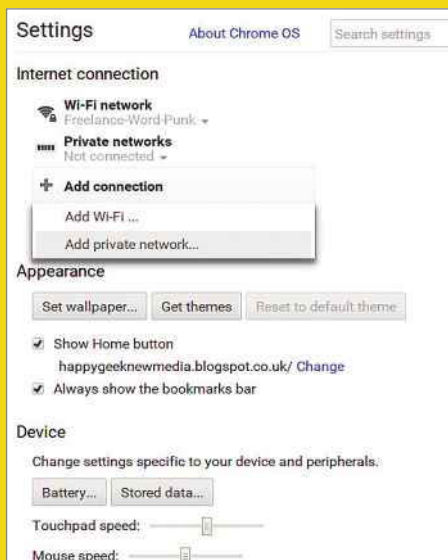 Settings About Chrome OS Search settings
Internet connection
Wi-Fi network
Freelance-Word-Punk
Private networks
Not connected
Add connection
Add Wi-Fi ...
Add private network...
Appearance
Set wallpaper... Get themes Reset to default theme
Show Home button
happygeeknewmedia.blogspot.co.uk/ Change
Always show the bookmarks bar
Device
Change settings specific to your device and peripherals.
Battery... Stored data...
Touchpad speed:
Mouse speed: